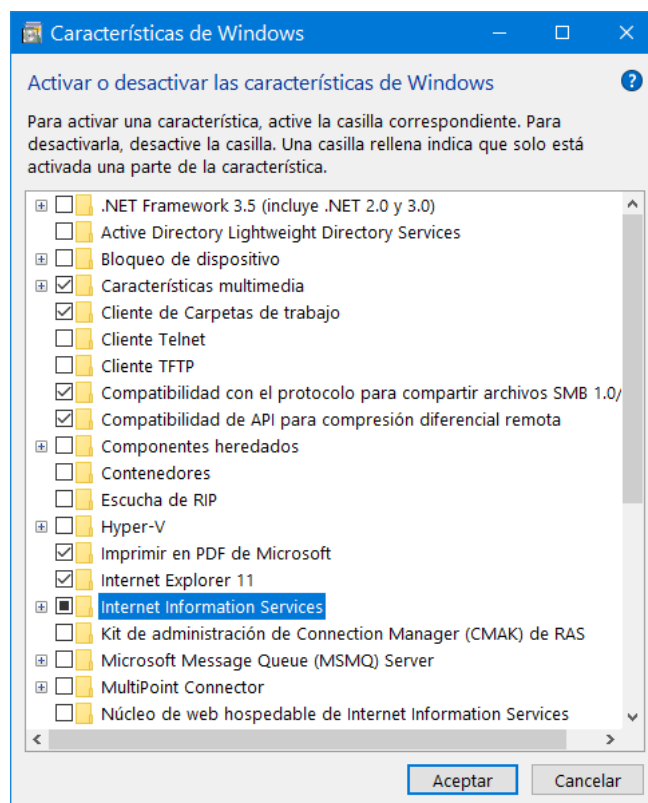 Características de Windows
Activar o desactivar las características de Windows
Para activar una característica, active la casilla correspondiente. Para
desactivarla, desactive la casilla. Una casilla rellena indica que solo está
activada una parte de la característica.
.NET Framework 3.5 (incluye .NET 2.0 y 3.0)
Active Directory Lightweight Directory Services
Bloqueo de dispositivo
Características multimedia
Cliente de Carpetas de trabajo
Cliente Telnet
Cliente TFTP
Compatibilidad con el protocolo para compartir archivos SMB 1.0/
Compatibilidad de API para compresión diferencial remota
Componentes heredados
Contenedores
Escucha de RIP
Hyper-V
Imprimir en PDF de Microsoft
Internet Explorer 11
Internet Information Services
Kit de administración de Connection Manager (CMAK) de RAS
Microsoft Message Queue (MSMQ) Server
MultiPoint Connector
Núcleo de web hospedable de Internet Information Services
Aceptar Cancelar